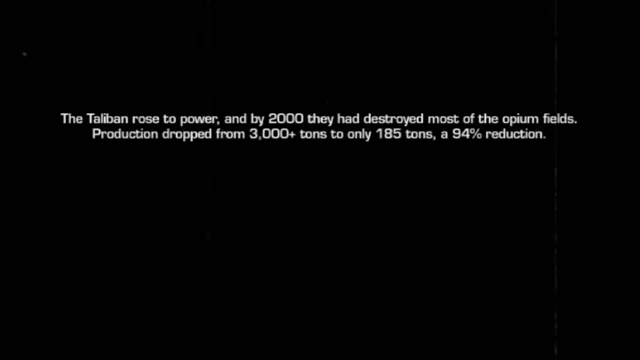 The Taliban rose to power, and by 2000 they had destroyed most of the opium fields.
Production dropped from 3,000+ tons to only 185 tons, a 94% reduction.